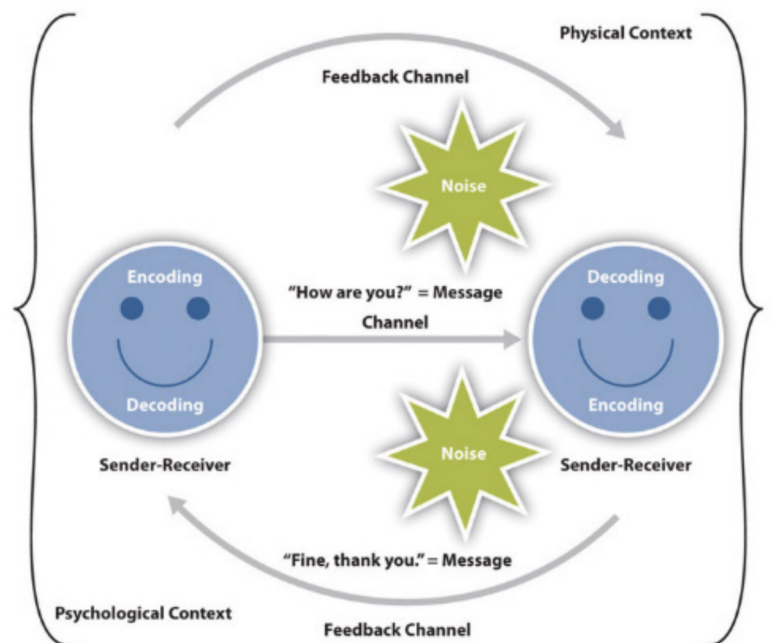 Physical Context
Feedback Channel
Noise
Encoding
Decoding
"How are you?" = Message
Channel
Decoding
Encoding
Noise
Sender-Receiver
Sender-Receiver
"Fine, thank you." = Message
Psychological Context
Feedback Channel